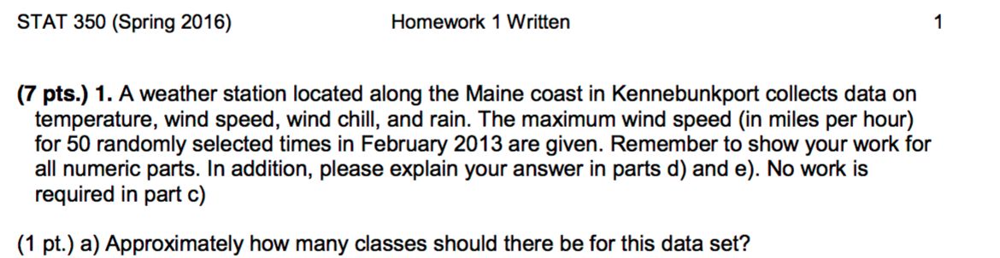 STAT 350 (Spring 2016) Homework 1 Written 1
(7 pts.) 1. A weather station located along the Maine coast in Kennebunkport collects data on
temperature, wind speed, wind chill, and rain. The maximum wind speed (in miles per hour)
for 50 randomly selected times in February 2013 are given. Remember to show your work for
all numeric parts. In addition, please explain your answer in parts d) and e). No work is
required in part c)
(1 pt.) a) Approximately how many classes should there be for this data set?